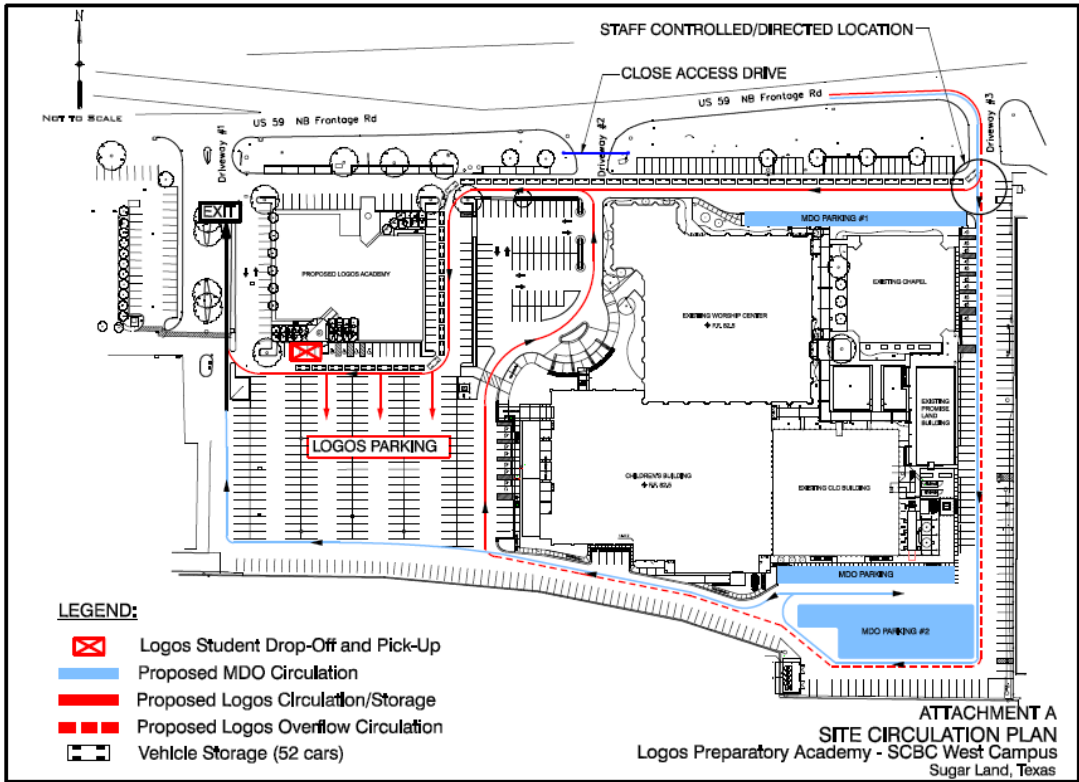 STAFF CONTROLLED/DIRECTED LOCATION
CLOSE ACCESS DRIVE
US 59 NB Frontage Rd
NOT TO SCALE
US 59 NB Frontage Rd
Driveway #1
Driveway #2
Driveway #3
EXIT
MDO PARKING #1
PROPOSED LOGOS ACADEMY
EXISTING CHAPEL
EXISTING WORSHIP CENTER
EXISTING
PROMISE
LAND
BUILDING
LOGOS PARKING
CHILDREN'S BUILDING
EXISTING CLC BUILDING
MDO PARKING
MDO PARKING #2
LEGEND:
Logos Student Drop-Off and Pick-Up
Proposed MDO Circulation
Proposed Logos Circulation/Storage
Proposed Logos Overflow Circulation
Vehicle Storage (52 cars)
ATTACHMENT A
SITE CIRCULATION PLAN
Logos Preparatory Academy - SCBC West Campus
Sugar Land, Texas